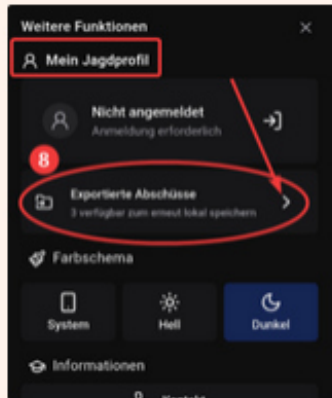 Weitere Funktionen
Mein Jagdprofil
Nicht angemeldet
Anmeldung erforderlich
8
Exportierte Abschüsse
3 verfügbar zum erneut lokal speichern
Farbschema
System
Hell
Dunkel
Informationen